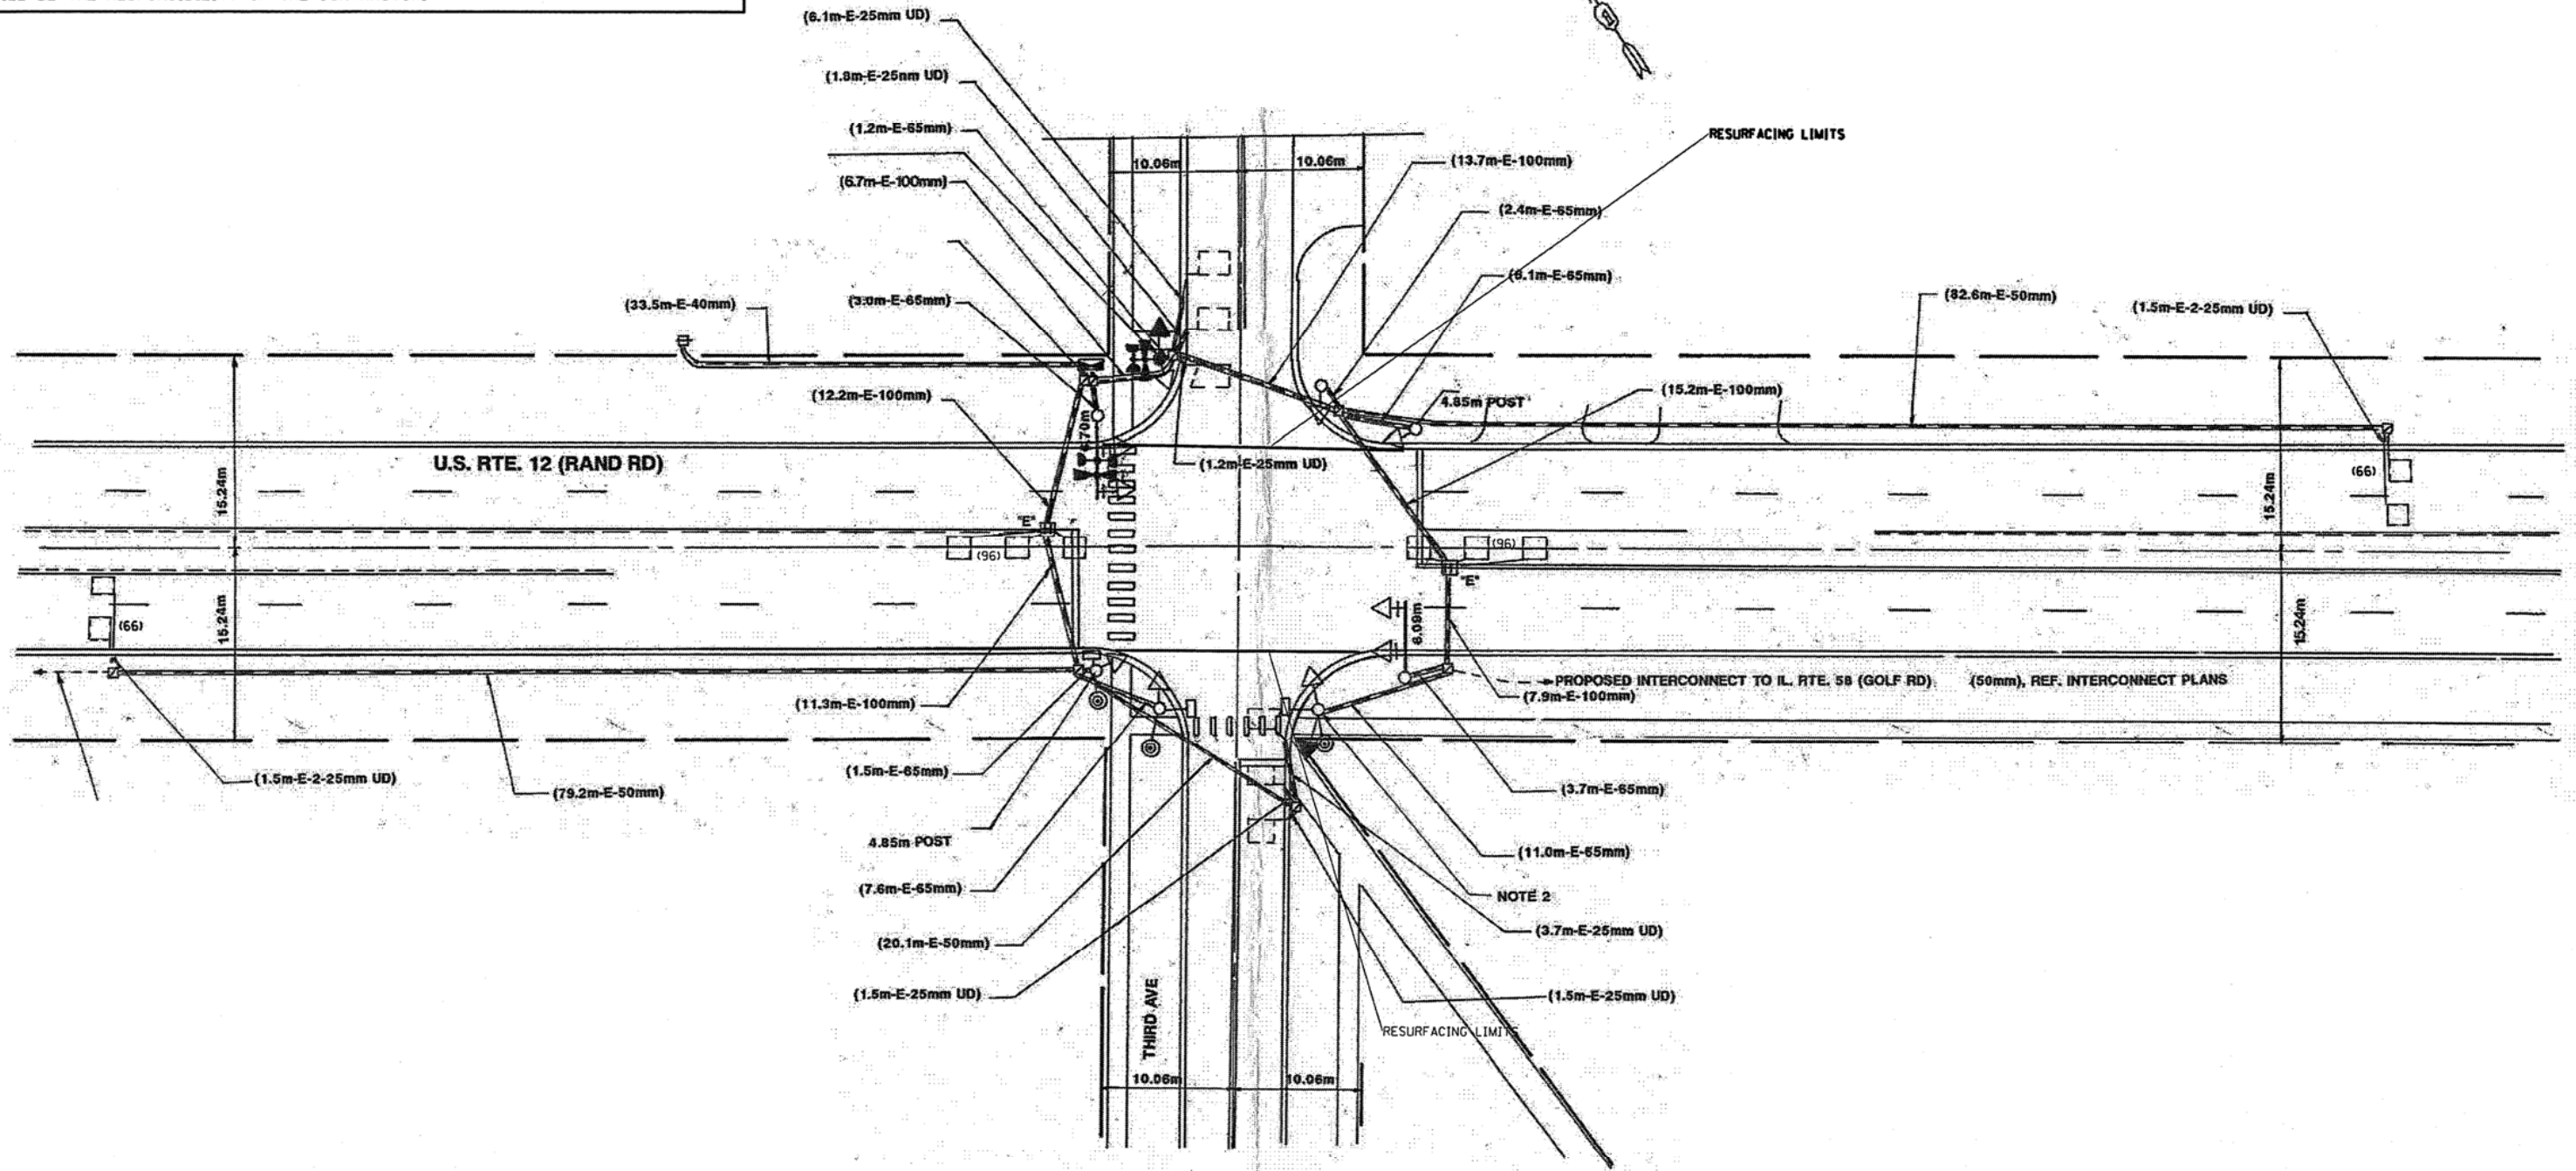 (6.1m-E-25mm UD)
(1.8m-E-25mm UD)
(1.2m-E-65mm)
RESURFACING LIMITS
10.06m
10.06m
(13.7m-E-100mm)
(6.7m-E-100mm)
(2.4m-E-65mm)
(6.1m-E-65mm)
(33.5m-E-40mm)
(3.0m-E-65mm)
(82.6m-E-50mm)
(1.5m-E-2-25mm UD)
(12.2m-E-100mm)
4.85m POST
(15.2m-E-100mm)
U.S. RTE. 12 (RAND RD)
(1.2m-E-25mm UD)
(66)
15.24m
15.24m
"E"
(96)
(96)
"E"
(66)
15.24m
6.09m
15.24m
PROPOSED INTERCONNECT TO IL. RTE. 58 (GOLF RD) (50mm), REF. INTERCONNECT PLANS
(7.9m-E-100mm)
(11.3m-E-100mm)
(1.5m-E-65mm)
(1.5m-E-2-25mm UD)
(79.2m-E-50mm)
(3.7m-E-65mm)
4.85m POST
(11.0m-E-65mm)
(7.6m-E-65mm)
NOTE 2
(3.7m-E-25mm UD)
(20.1m-E-50mm)
(1.5m-E-25mm UD)
(1.5m-E-25mm UD)
THIRD AVE
RESURFACING LIMITS
10.06m
10.06m